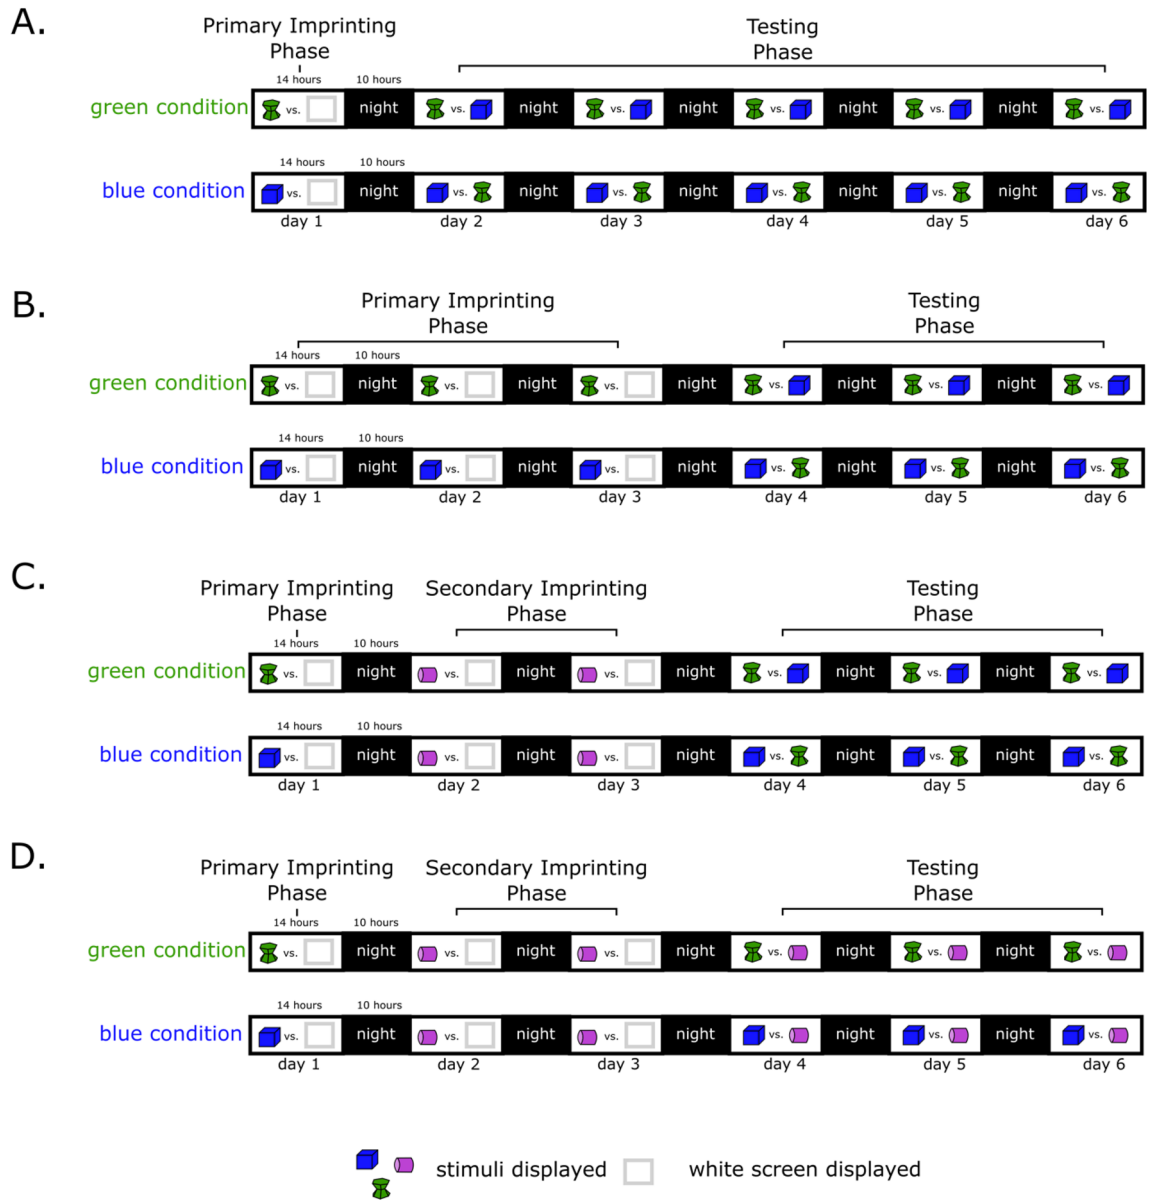 A.
Primary Imprinting
Phase
Testing
Phase
14 hours 10 hours
green condition vs. night vs. night vs. night vs. night vs. night vs.
14 hours 10 hours
blue condition vs. night vs. night vs. night vs. night vs. night vs.
day 1 day 2 day 3 day 4 day 5 day 6
B.
Primary Imprinting
Phase
Testing
Phase
14 hours 10 hours
green condition vs. night vs. night vs. night vs. night vs. night vs.
14 hours 10 hours
blue condition vs. night vs. night vs. night vs. night vs. night vs.
day 1 day 2 day 3 day 4 day 5 day 6
C.
Primary Imprinting
Phase
Secondary Imprinting
Phase
Testing
Phase
14 hours 10 hours
green condition vs. night vs. night vs. night vs. night vs. night vs.
14 hours 10 hours
blue condition vs. night vs. night vs. night vs. night vs. night vs.
day 1 day 2 day 3 day 4 day 5 day 6
D.
Primary Imprinting
Phase
Secondary Imprinting
Phase
Testing
Phase
14 hours 10 hours
green condition vs. night vs. night vs. night vs. night vs. night vs.
14 hours 10 hours
blue condition vs. night vs. night vs. night vs. night vs. night vs.
day 1 day 2 day 3 day 4 day 5 day 6
stimuli displayed white screen displayed